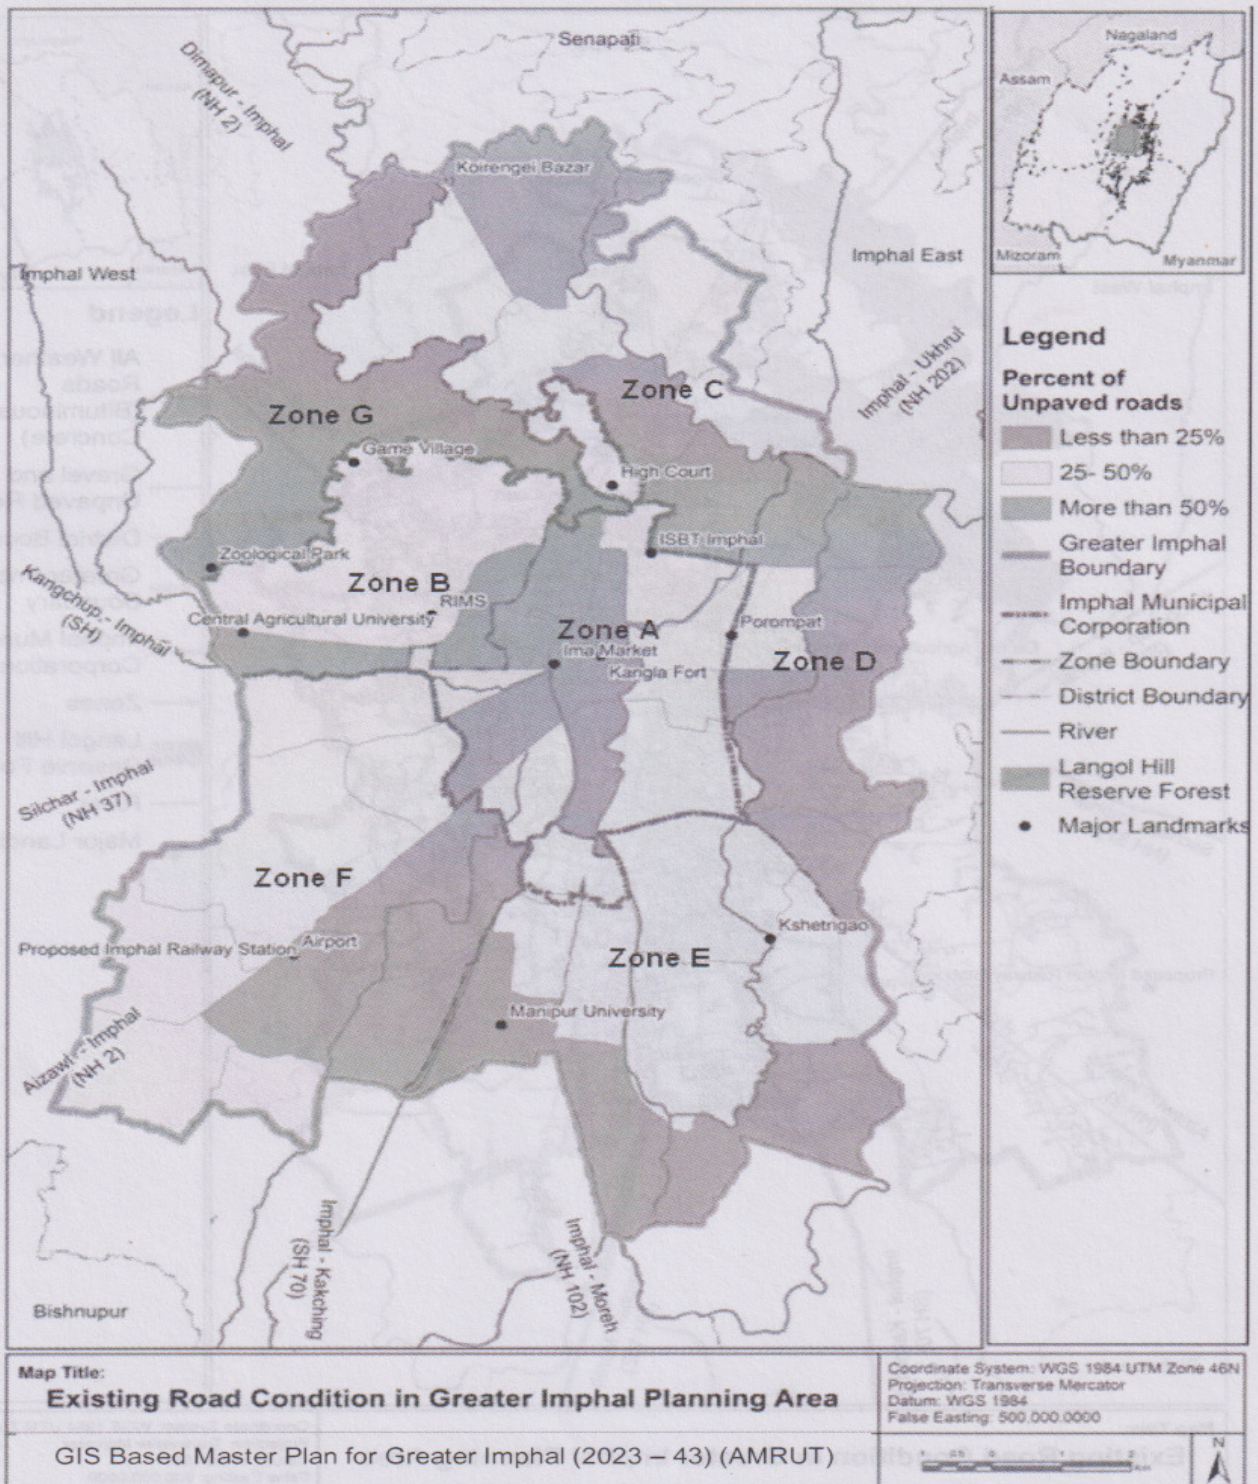 Senapati
Dimapur - Imphal
(NH 2)
Koirengei Bazar
Imphal West
Imphal East
Imphal - Ukhrul
(NH 202)
Zone C
Zone G
Game Village
High Court
ISBT Imphal
Zoological Park
Zone B
RIMS
Kangchup - Imphal
(SH)
Central Agricultural University
Zone A
Ima Market
Kangla Fort
Porompat
Zone D
Silchar - Imphal
(NH 37)
Zone F
Proposed Imphal Railway Station
Airport
Kshetrigao
Zone E
Manipur University
Aizawl - Imphal
(NH 2)
Imphal - Kakching
(SH 70)
Imphal - Moreh
(NH 102)
Bishnupur
Nagaland
Assam
Mizoram
Myanmar
Legend
Percent of
Unpaved roads
Less than 25%
25- 50%
More than 50%
Greater Imphal
Boundary
Imphal Municipal
Corporation
Zone Boundary
District Boundary
River
Langol Hill
Reserve Forest
Major Landmarks
Map Title:
Existing Road Condition in Greater Imphal Planning Area
GIS Based Master Plan for Greater Imphal (2023 – 43) (AMRUT)
Coordinate System: WGS 1984 UTM Zone 46N
Projection: Transverse Mercator
Datum: WGS 1984
False Easting: 500,000.0000
N